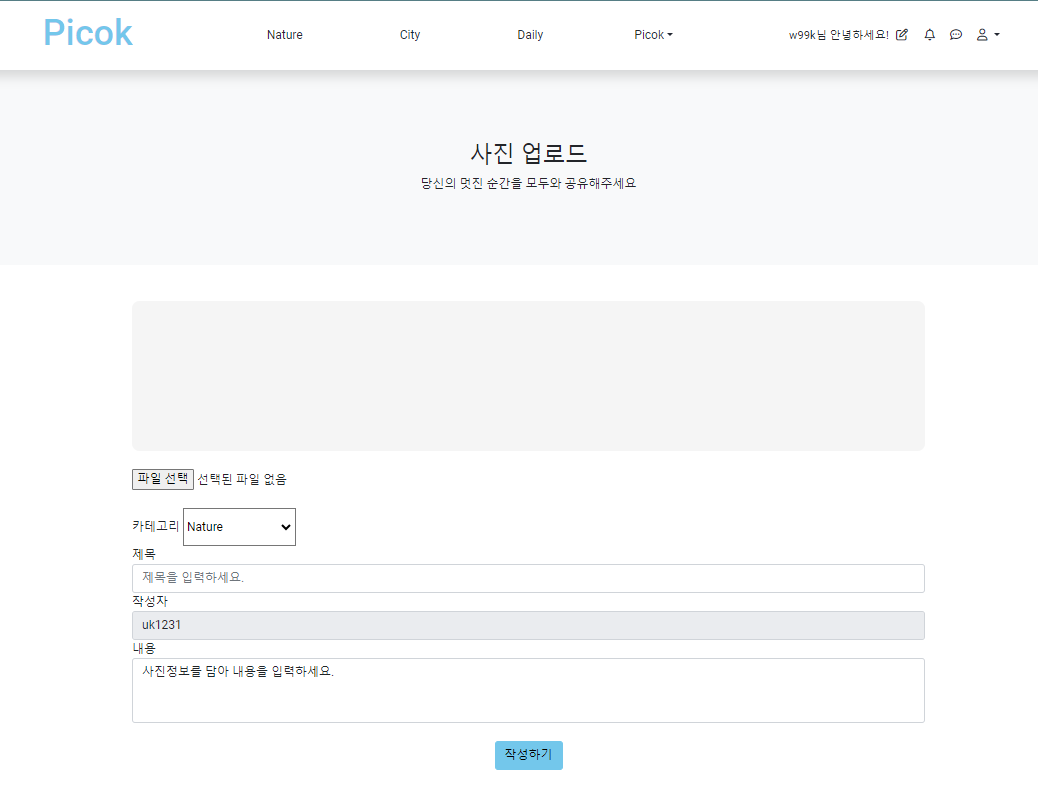 Picok
Nature City Daily Picok w99k님 안녕하세요!
사진 업로드
당신의 멋진 순간을 모두와 공유해주세요
파일 선택 선택된 파일 없음
카테고리 Nature
제목
제목을 입력하세요.
작성자
uk1231
내용
사진정보를 담아 내용을 입력하세요.
작성하기